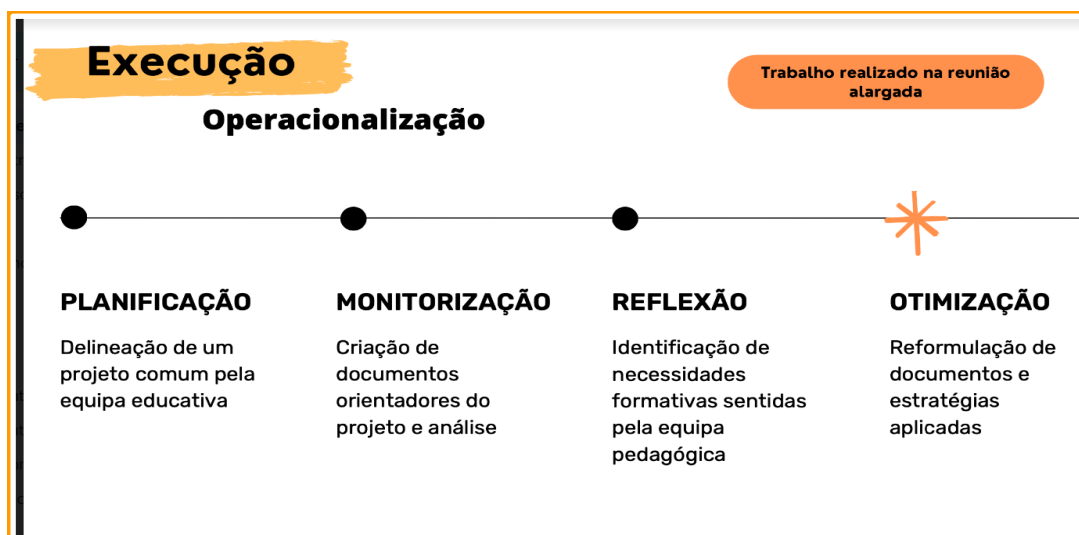 Execução
Trabalho realizado na reunião
alargada
Operacionalização
PLANIFICAÇÃO
Delineação de um
projeto comum pela
equipa educativa
MONITORIZAÇÃO
Criação de
documentos
orientadores do
projeto e análise
REFLEXÃO
Identificação de
necessidades
formativas sentidas
pela equipa
pedagógica
OTIMIZAÇÃO
Reformulação de
documentos e
estratégias
aplicadas